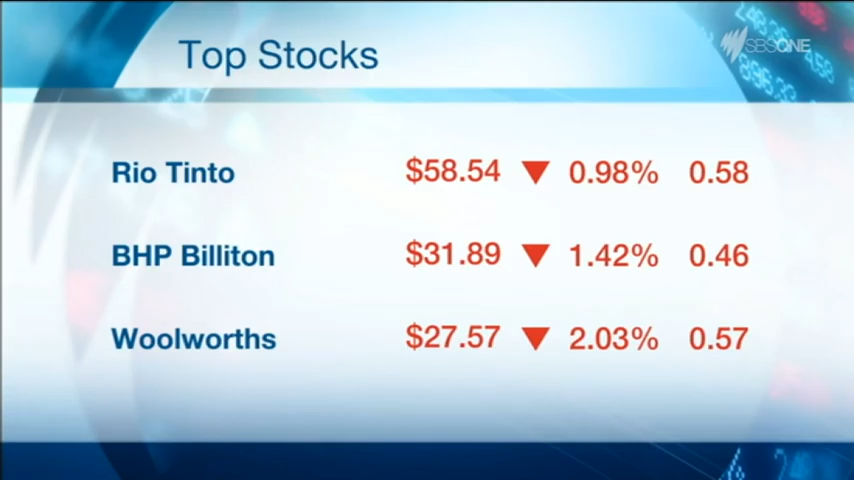 Top Stocks
SBS ONE
Rio Tinto $58.54 ▼ 0.98% 0.58
BHP Billiton $31.89 ▼ 1.42% 0.46
Woolworths $27.57 ▼ 2.03% 0.57